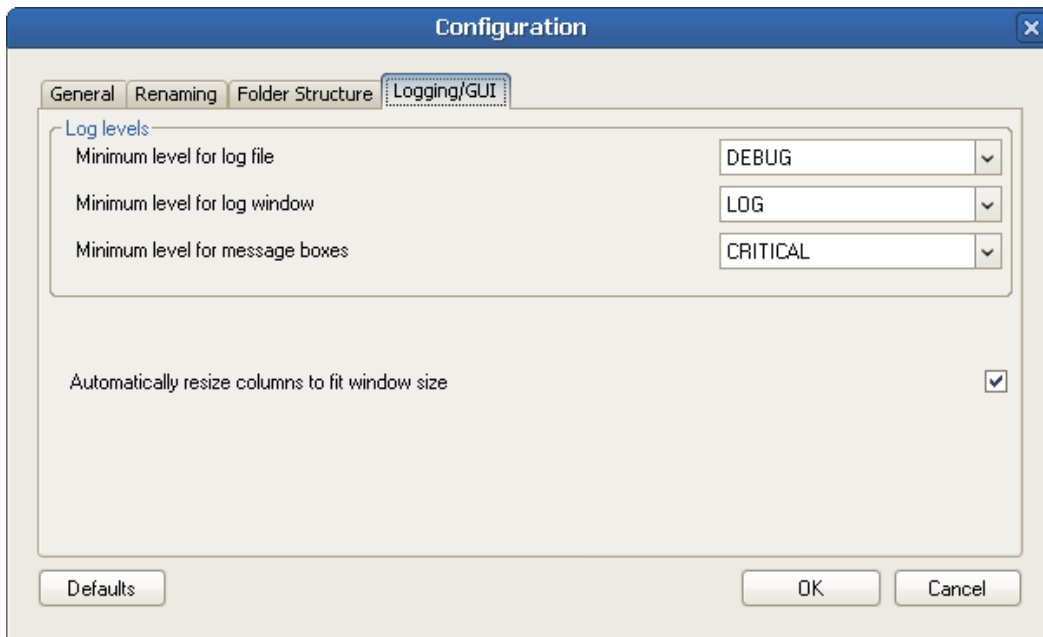 Configuration
General Renaming Folder Structure Logging/GUI
Log levels
Minimum level for log file DEBUG
Minimum level for log window LOG
Minimum level for message boxes CRITICAL
Automatically resize columns to fit window size
Defaults OK Cancel